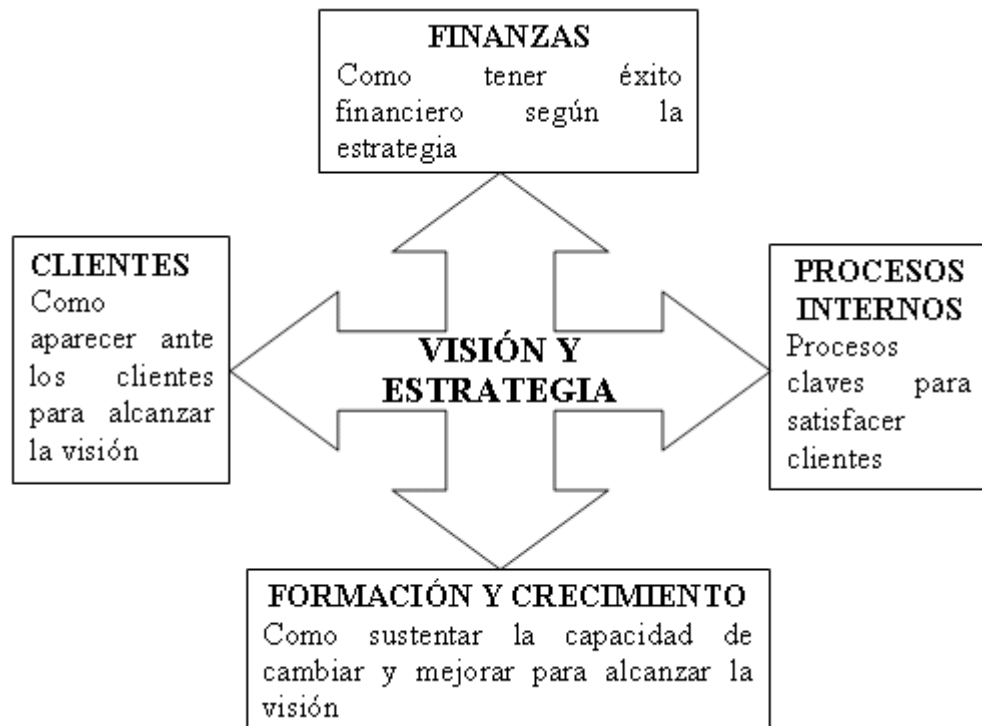 FINANZAS
Como tener éxito
financiero según la
estrategia
CLIENTES
Como
aparecer ante
los clientes
para alcanzar
la visión
VISIÓN Y
ESTRATEGIA
PROCESOS
INTERNOS
Procesos
claves para
satisfacer
clientes
FORMACIÓN Y CRECIMIENTO
Como sustentar la capacidad de
cambiar y mejorar para alcanzar la
visión